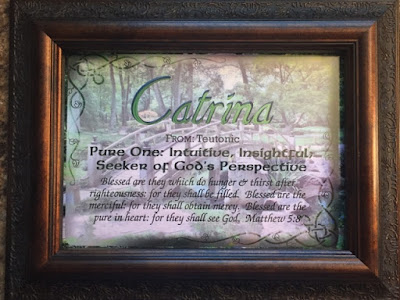 Catrina
From: Teutonic
Pure One: Intuitive, Insightful,
Seeker of God's Perspective
Blessed are they which do hunger & thirst after
righteousness: for they shall be filled. Blessed are the
merciful: for they shall obtain mercy. Blessed are the
pure in heart: for they shall see God, Matthew 5:8